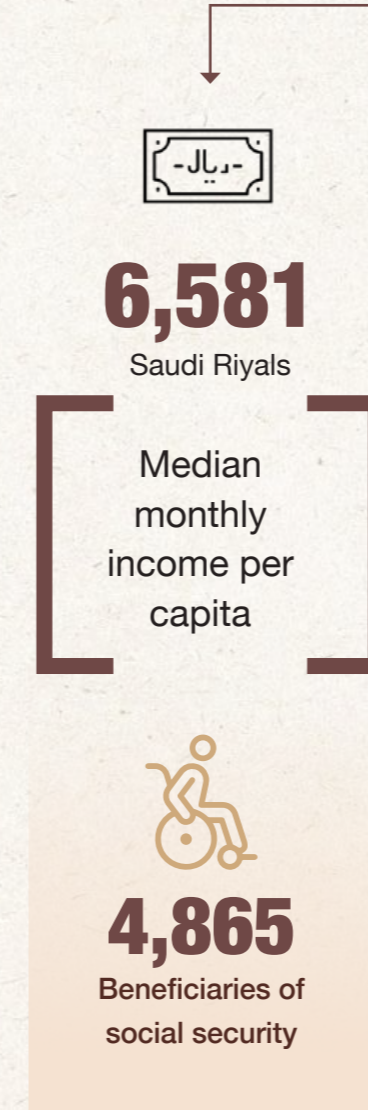 -ريال-
6,581
Saudi Riyals
Median
monthly
income per
capita
4,865
Beneficiaries of
social security